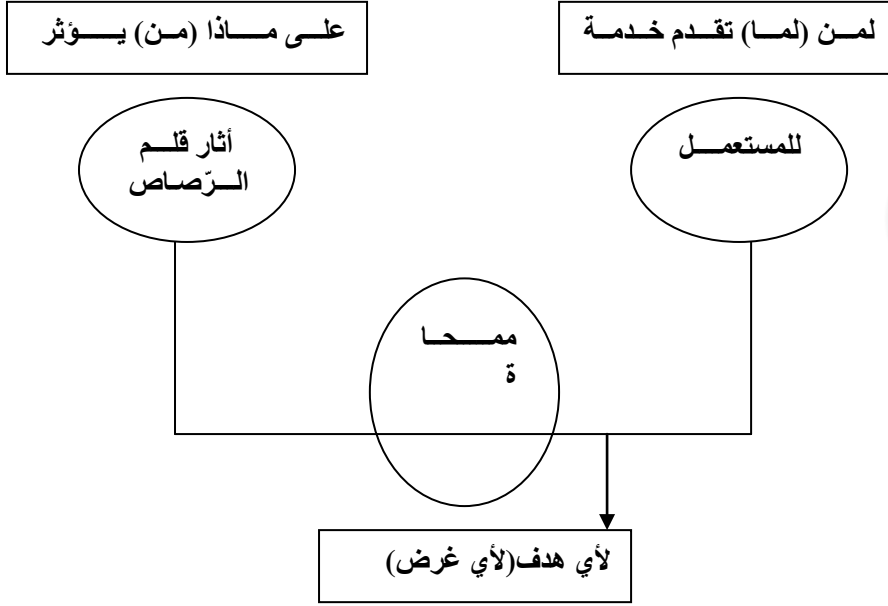 لمن (لما) تقدم خدمة
على ماذا (من) يؤثر
للمستعمل
أثار قلم
الرّصاص
ممحا
ة
لأي هدف(لأي غرض)